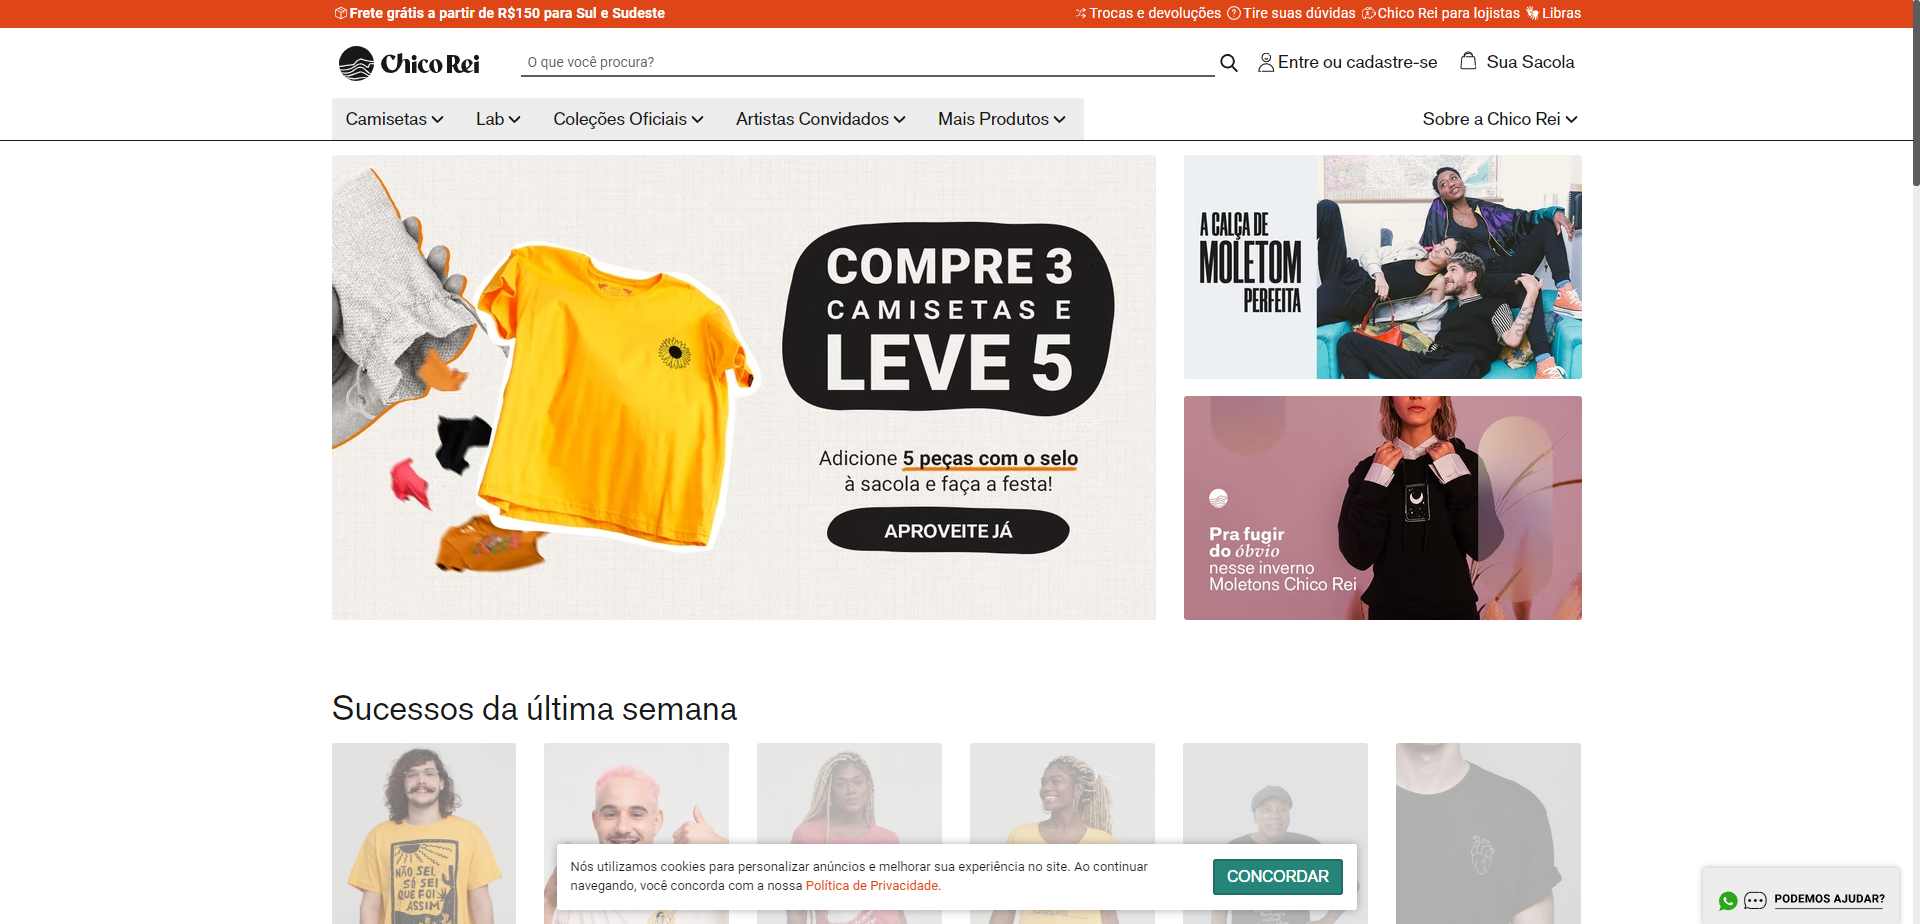 Frete grátis a partir de R$150 para Sul e Sudeste
Trocas e devoluções Tire suas dúvidas Chico Rei para lojistas Libras
Chico Rei
O que você procura?
Entre ou cadastre-se
Sua Sacola
Camisetas Lab Coleções Oficiais Artistas Convidados Mais Produtos
Sobre a Chico Rei
COMPRE 3
CAMISETAS E
LEVE 5
Adicione 5 peças com o selo
à sacola e faça a festa!
APROVEITE JÁ
A CALÇA DE
MOLETOM
PERFEITA
Pra fugir
do óbvio
nesse inverno
Moletons Chico Rei
Sucessos da última semana
NÃO SEI,
SÓ SEI
QUE FOI
ASSIM
Nós utilizamos cookies para personalizar anúncios e melhorar sua experiência no site. Ao continuar
navegando, você concorda com a nossa Política de Privacidade.
CONCORDAR
PODEMOS AJUDAR?